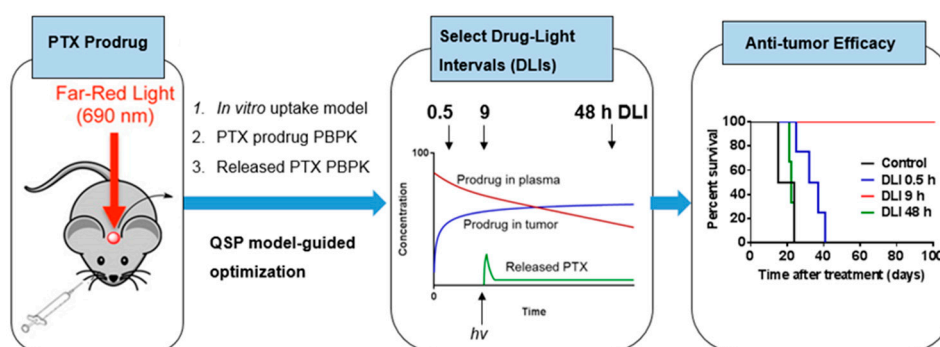 PTX Prodrug
Far-Red Light
(690 nm)
1. In vitro uptake model
2. PTX prodrug PBPK
3. Released PTX PBPK
QSP model-guided
optimization
Select Drug-Light
Intervals (DLIs)
0.5 9 48 h DLI
100
Concentration
Prodrug in plasma
Prodrug in tumor
Released PTX
0
0
Time
hv
Anti-tumor Efficacy
Percent survival
100
80
60
40
20
0
0 20 40 60 80 100
Time after treatment (days)
Control
DLI 0.5 h
DLI 9 h
DLI 48 h